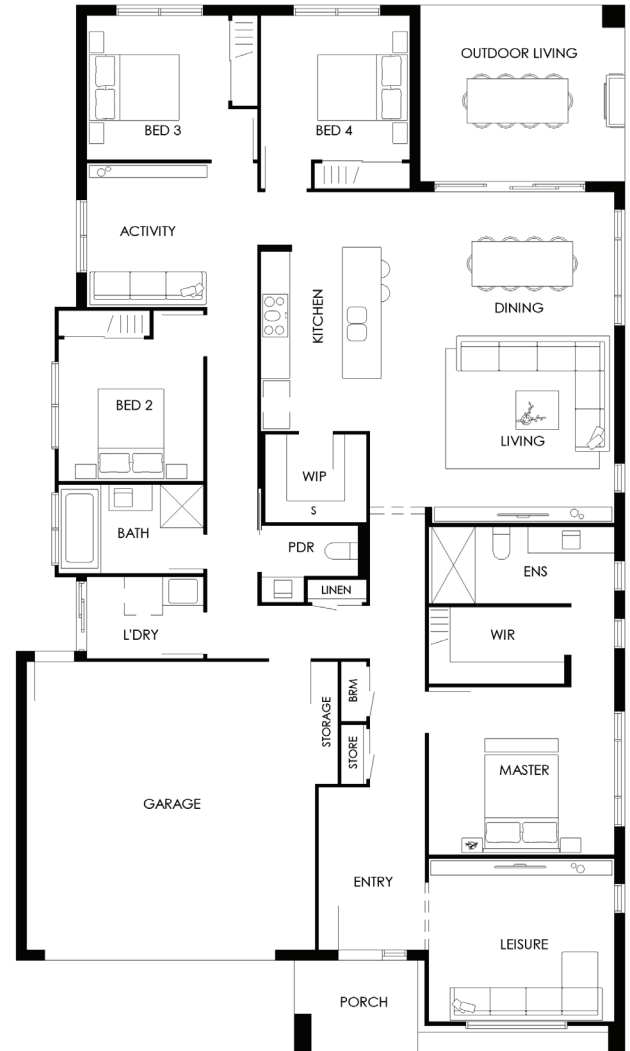 OUTDOOR LIVING
BED 3
BED 4
ACTIVITY
KITCHEN
DINING
BED 2
LIVING
WIP
S
BATH
PDR
ENS
LINEN
L'DRY
WIR
BRM
STORAGE
STORE
MASTER
GARAGE
ENTRY
LEISURE
PORCH